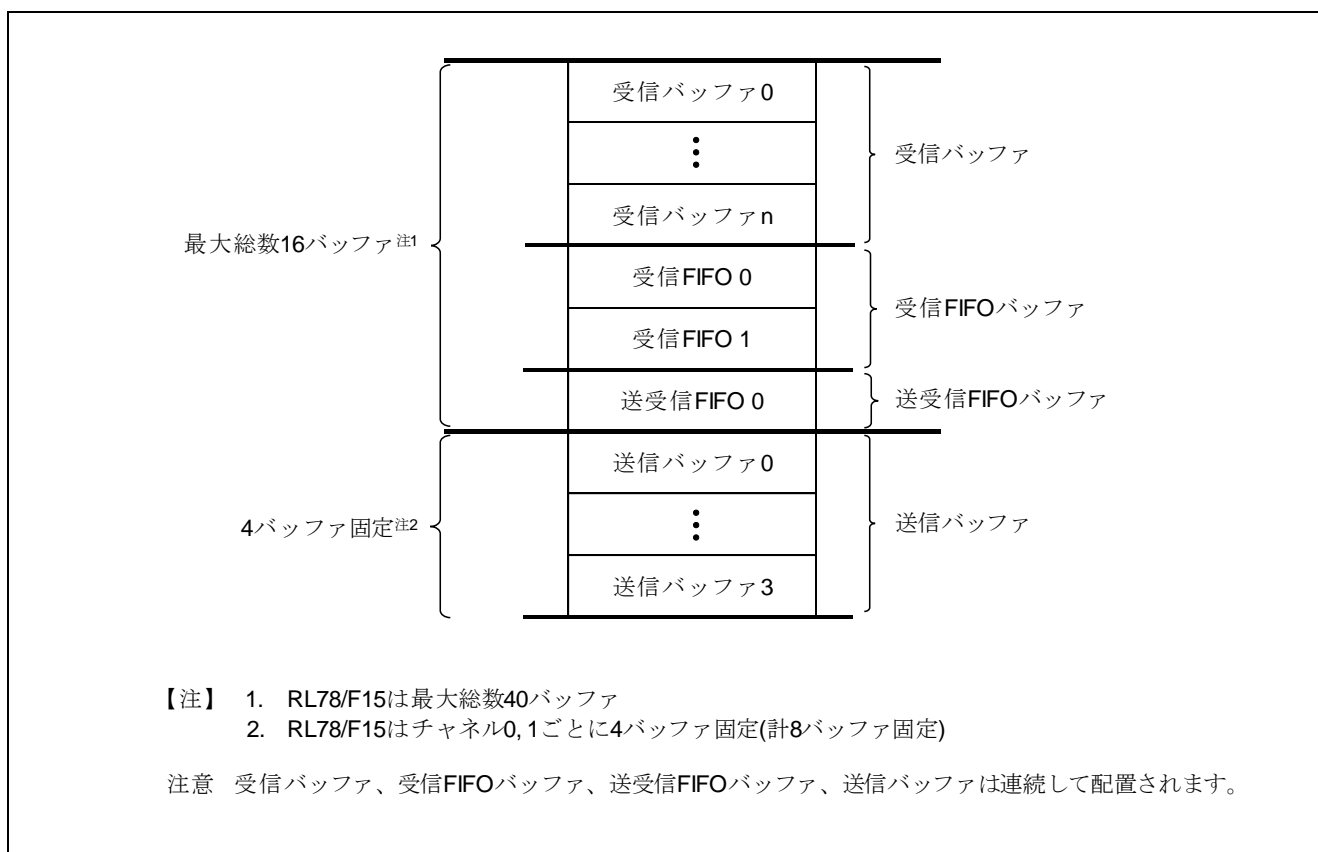 受信バッファ0
受信バッファ
受信バッファn
最大総数16バッファ注1
受信FIFO 0
受信FIFOバッファ
受信FIFO 1
送受信FIFO 0
送受信FIFOバッファ
送信バッファ0
4バッファ固定注2
送信バッファ
送信バッファ3
【注】 1. RL78/F15は最大総数40バッファ
2. RL78/F15はチャネル0, 1ごとに4バッファ固定(計8バッファ固定)
注意 受信バッファ、受信FIFOバッファ、送受信FIFOバッファ、送信バッファは連続して配置されます。